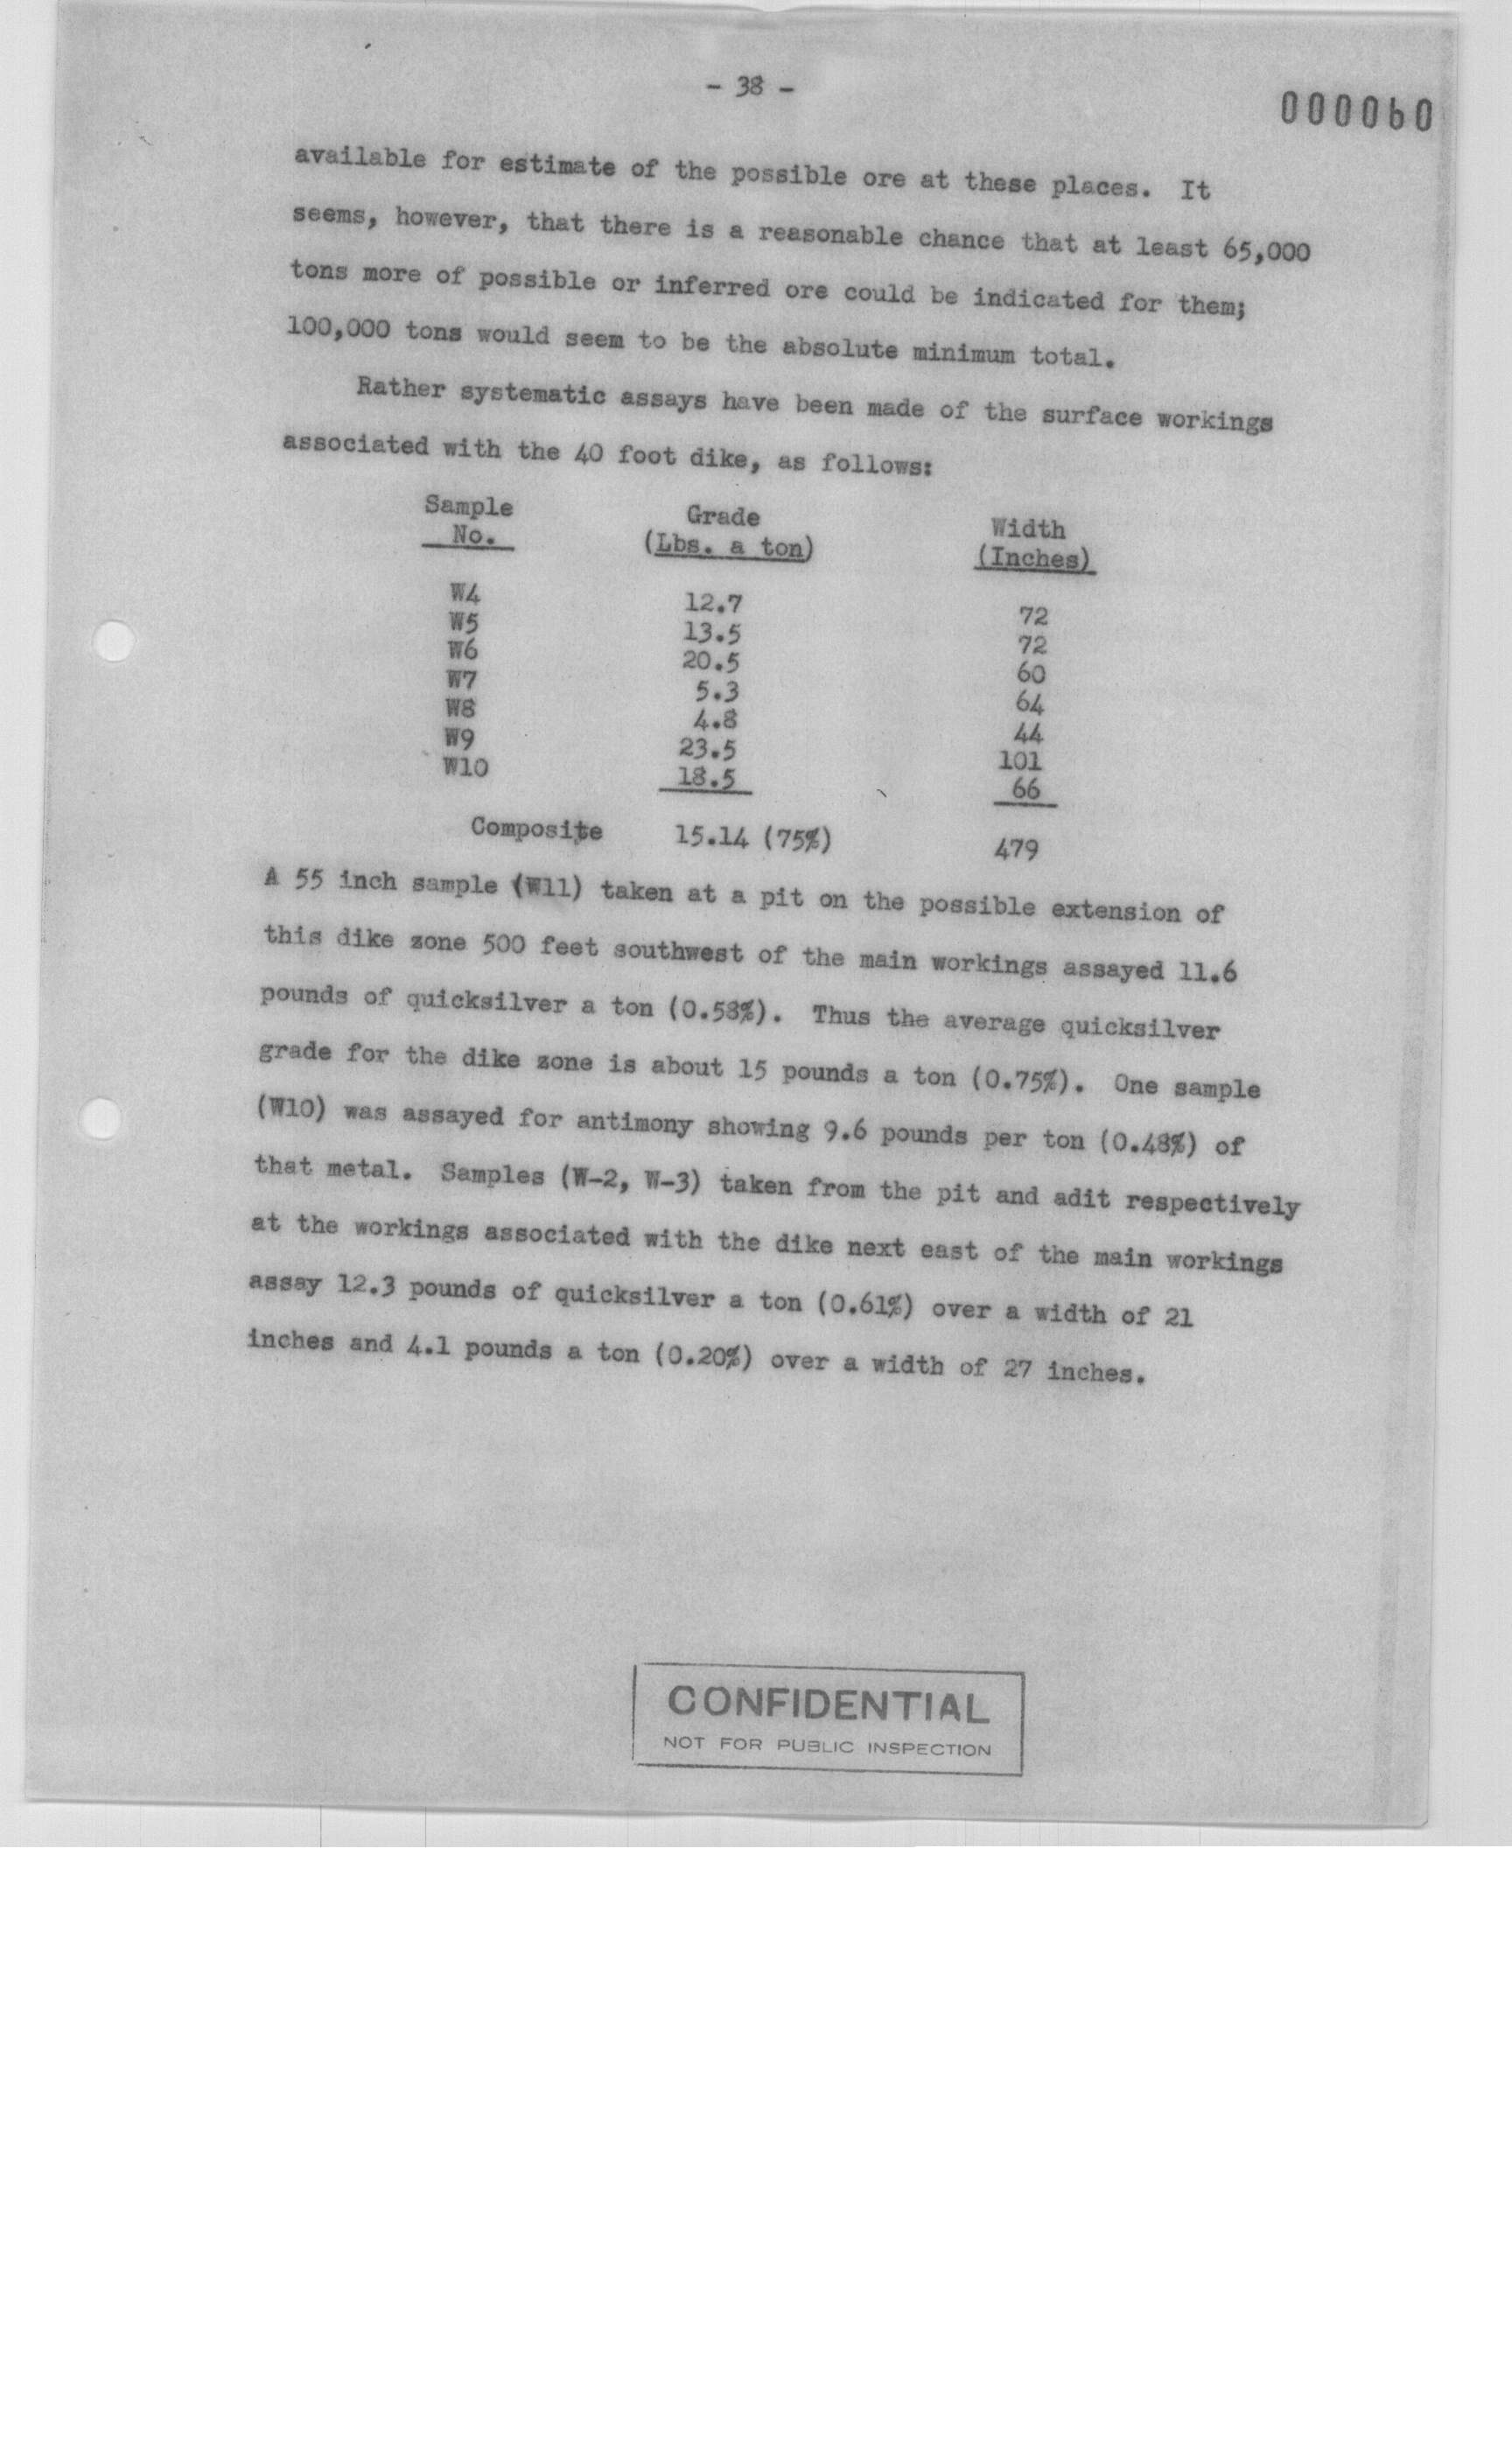 - 38 -
000060
available for estimate of the possible ore at these places. It
seems, however, that there is a reasonable chance that at least 65,000
tons more of possible or inferred ore could be indicated for them;
100,000 tons would seem to be the absolute minimum total.
Rather systematic assays have been made of the surface workings
associated with the 40 foot dike, as follows:
Sample Grade Width
No. (Lbs. a ton) (Inches)
W4 12.7 72
W5 13.5 72
W6 20.5 60
W7 5.3 64
W8 4.8 44
W9 23.5 101
W10 18.5 66
Composite 15.14 (75%) 479
A 55 inch sample (W11) taken at a pit on the possible extension of
this dike zone 500 feet southwest of the main workings assayed 11.6
pounds of quicksilver a ton (0.58%). Thus the average quicksilver
grade for the dike zone is about 15 pounds a ton (0.75%). One sample
(W10) was assayed for antimony showing 9.6 pounds per ton (0.48%) of
that metal. Samples (W-2, W-3) taken from the pit and adit respectively
at the workings associated with the dike next east of the main workings
assay 12.3 pounds of quicksilver a ton (0.61%) over a width of 21
inches and 4.1 pounds a ton (0.20%) over a width of 27 inches.
CONFIDENTIAL
NOT FOR PUBLIC INSPECTION